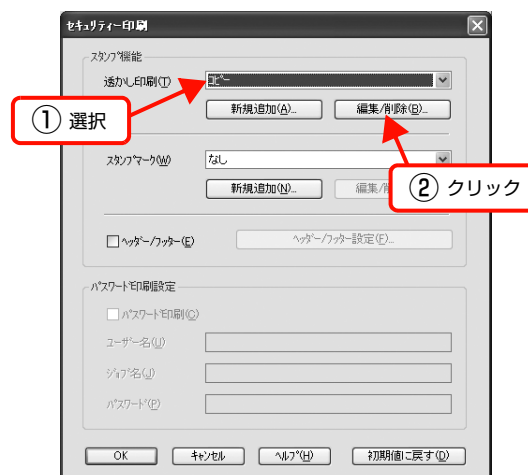 セキュリティー印刷
スタンプ機能
透かし印刷(T)
コピー
新規追加(A)...
編集/削除(B)...
① 選択
スタンプマーク(W)
なし
新規追加(N)...
編集/
② クリック
ヘッダー/フッター(E)
ヘッダー/フッター設定(F)...
パスワード印刷設定
パスワード印刷(C)
ユーザー名(U)
ジョブ名(J)
パスワード(P)
OK
キャンセル
ヘルプ(H)
初期値に戻す(D)